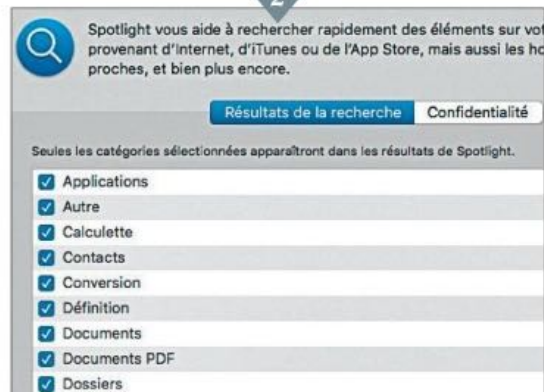 2
Spotlight vous aide à rechercher rapidement des éléments sur
provenant d'Internet, d'iTunes ou de l'App Store, mais aussi les
proches, et bien plus encore.
Résultats de la recherche Confidentialité
Seules les catégories sélectionnées apparaîtront dans les résultats de Spotlight.
Applications
Autre
Calculette
Contacts
Conversion
Définition
Documents
Documents PDF
Dossiers